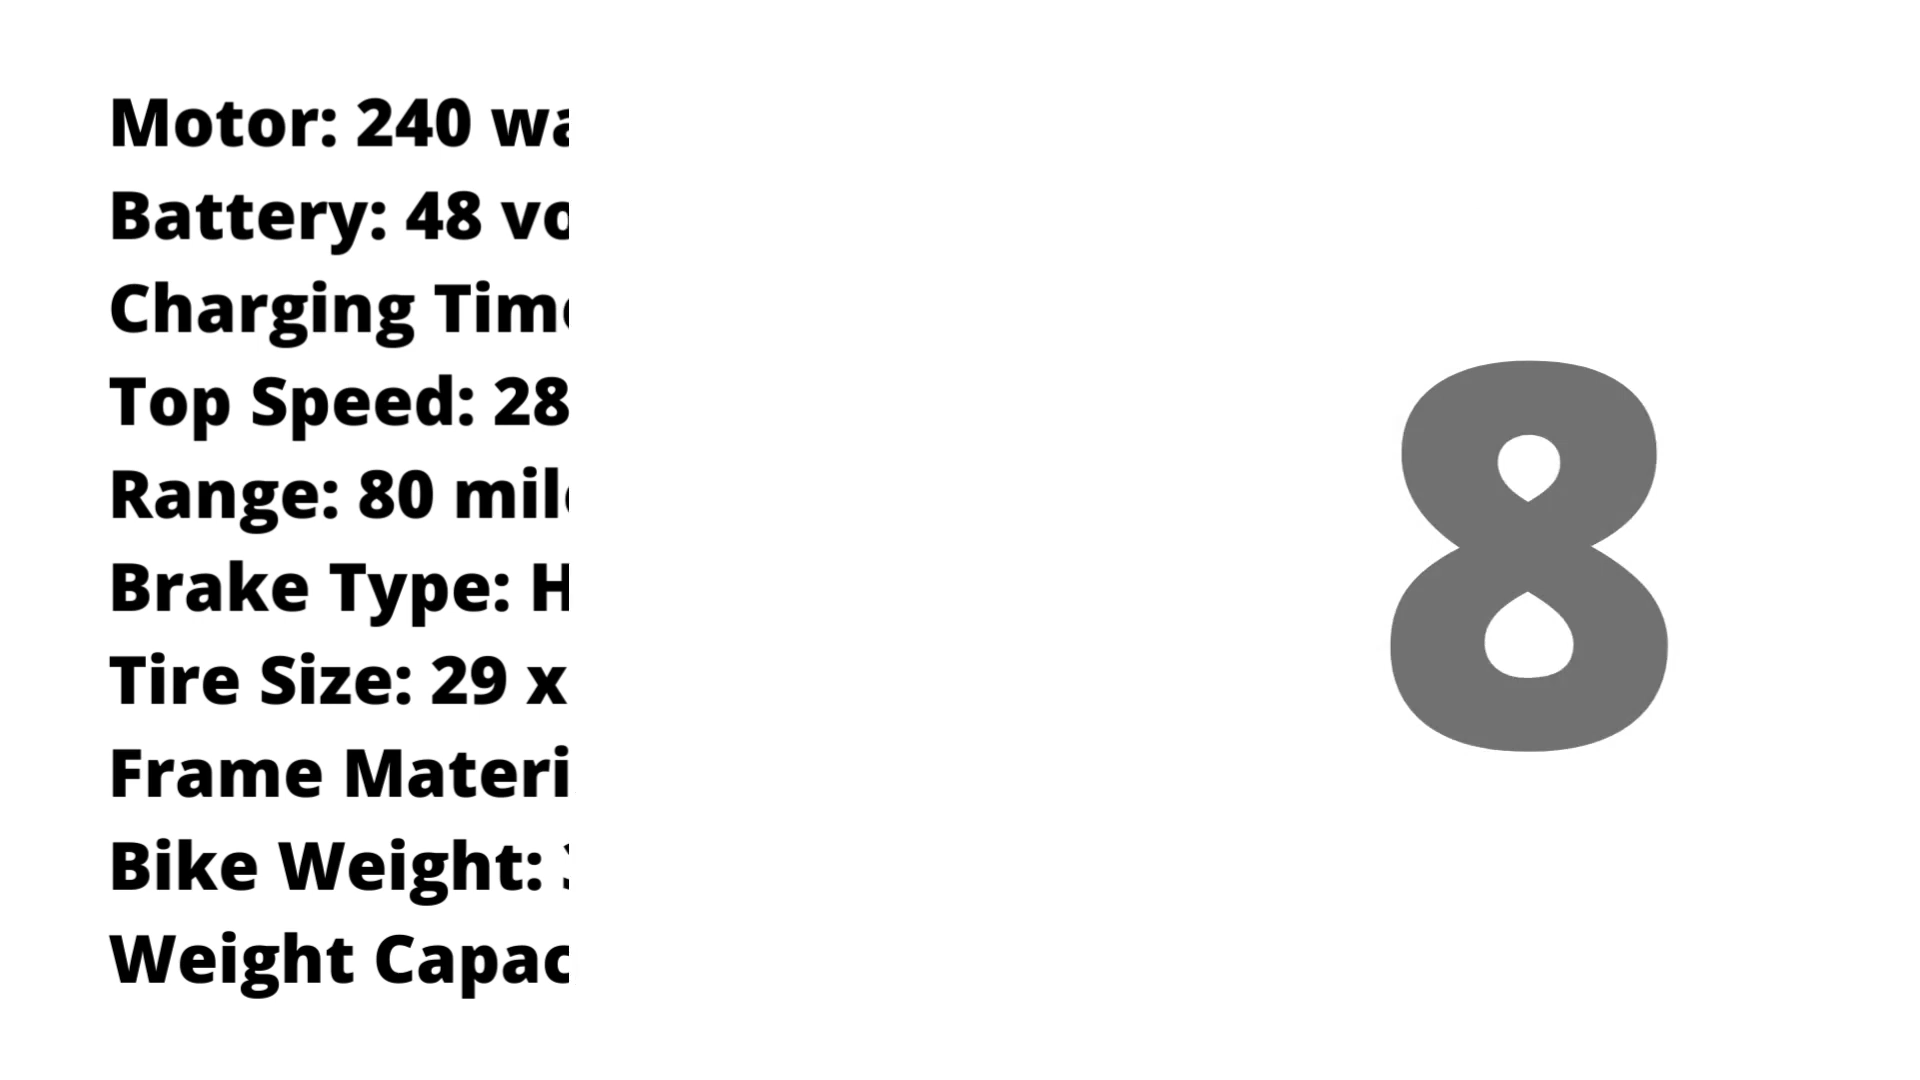 Motor: 240 wa
Battery: 48 vo
Charging Tim
Top Speed: 28
Range: 80 mil
Brake Type: H
Tire Size: 29 x
Frame Materi
Bike Weight:
Weight Capac
8